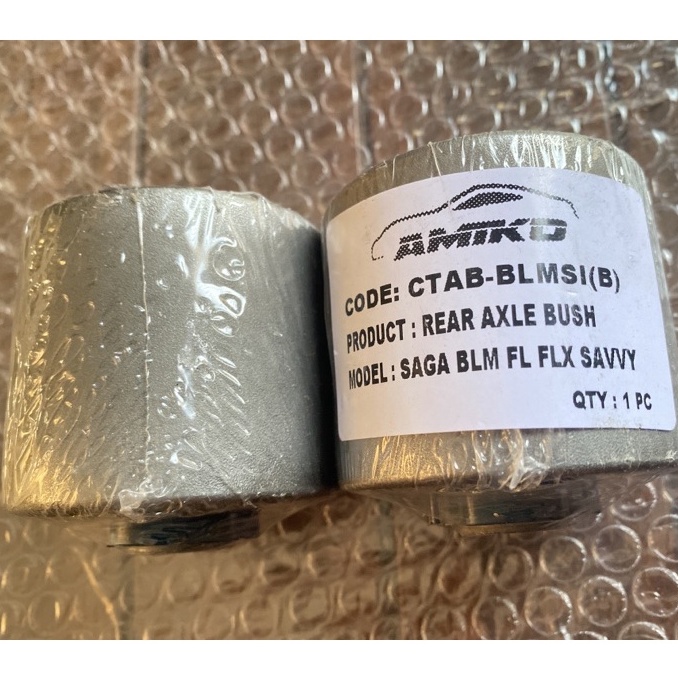 AMIKO
CODE: CTAB-BLMSI(B)
PRODUCT : REAR AXLE BUSH
MODEL : SAGA BLM FL FLX SAVVY
QTY : 1 PC